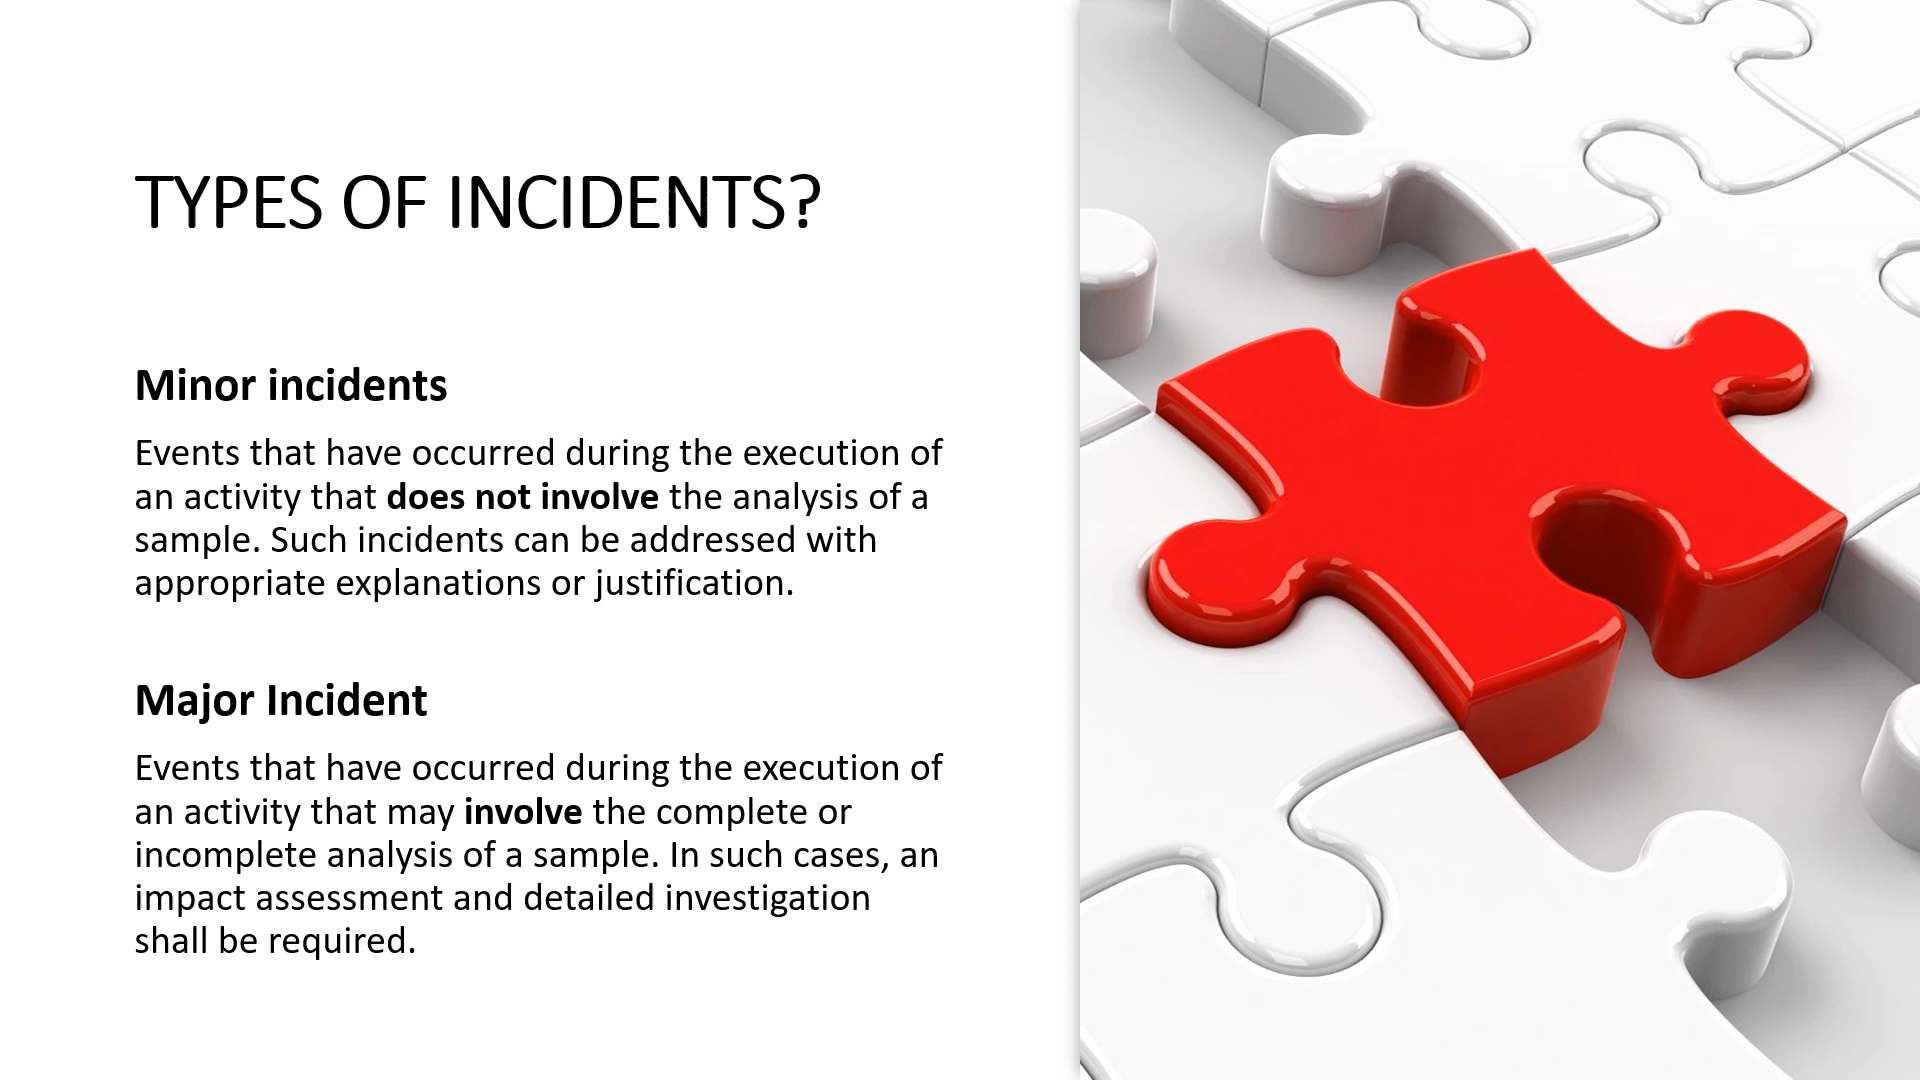 TYPES OF INCIDENTS?
Minor incidents
Events that have occurred during the execution of
an activity that does not involve the analysis of a
sample. Such incidents can be addressed with
appropriate explanations or justification.
Major Incident
Events that have occurred during the execution of
an activity that may involve the complete or
incomplete analysis of a sample. In such cases, an
impact assessment and detailed investigation
shall be required.